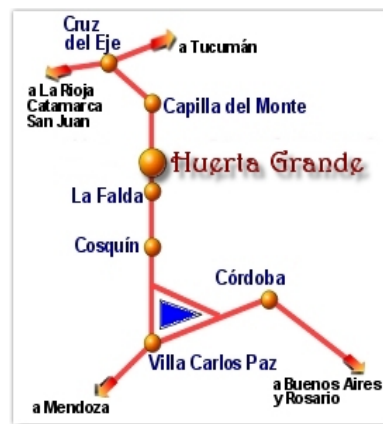 Cruz
del Eje
a Tucumán
a La Rioja
Catamarca
San Juan
Capilla del Monte
Huerta Grande
La Falda
Cosquín
Córdoba
Villa Carlos Paz
a Buenos Aires
y Rosario
a Mendoza